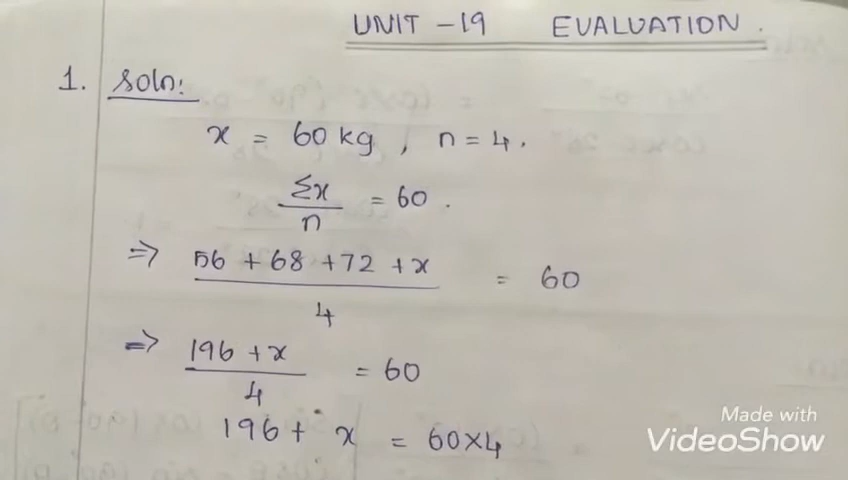 UNIT - 19 EVALUATION.
1. Soln:
x = 60 kg, n = 4.
Σx/n = 60.
⇒ 56 + 68 + 72 + x / 4 = 60
⇒ 196 + x / 4 = 60
196 + x = 60×4
Made with
VideoShow